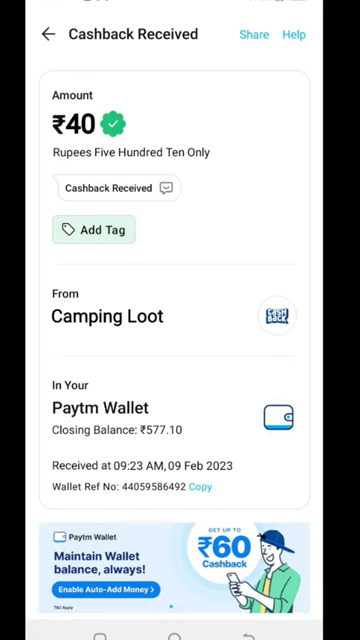 Cashback Received Share Help
Amount
₹40
Rupees Five Hundred Ten Only
Cashback Received
Add Tag
From
Camping Loot
CASH
BACK
In Your
Paytm Wallet
Closing Balance: ₹577.10
Received at 09:23 AM, 09 Feb 2023
Wallet Ref No: 44059586492 Copy
Paytm Wallet
Maintain Wallet
balance, always!
Enable Auto-Add Money >
T&C Apply
GET UP TO
₹60
Cashback